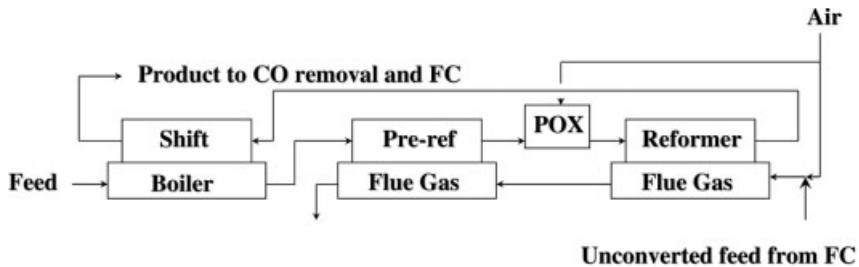 Air
Product to CO removal and FC
Shift
Pre-ref
POX
Reformer
Feed
Boiler
Flue Gas
Flue Gas
Unconverted feed from FC